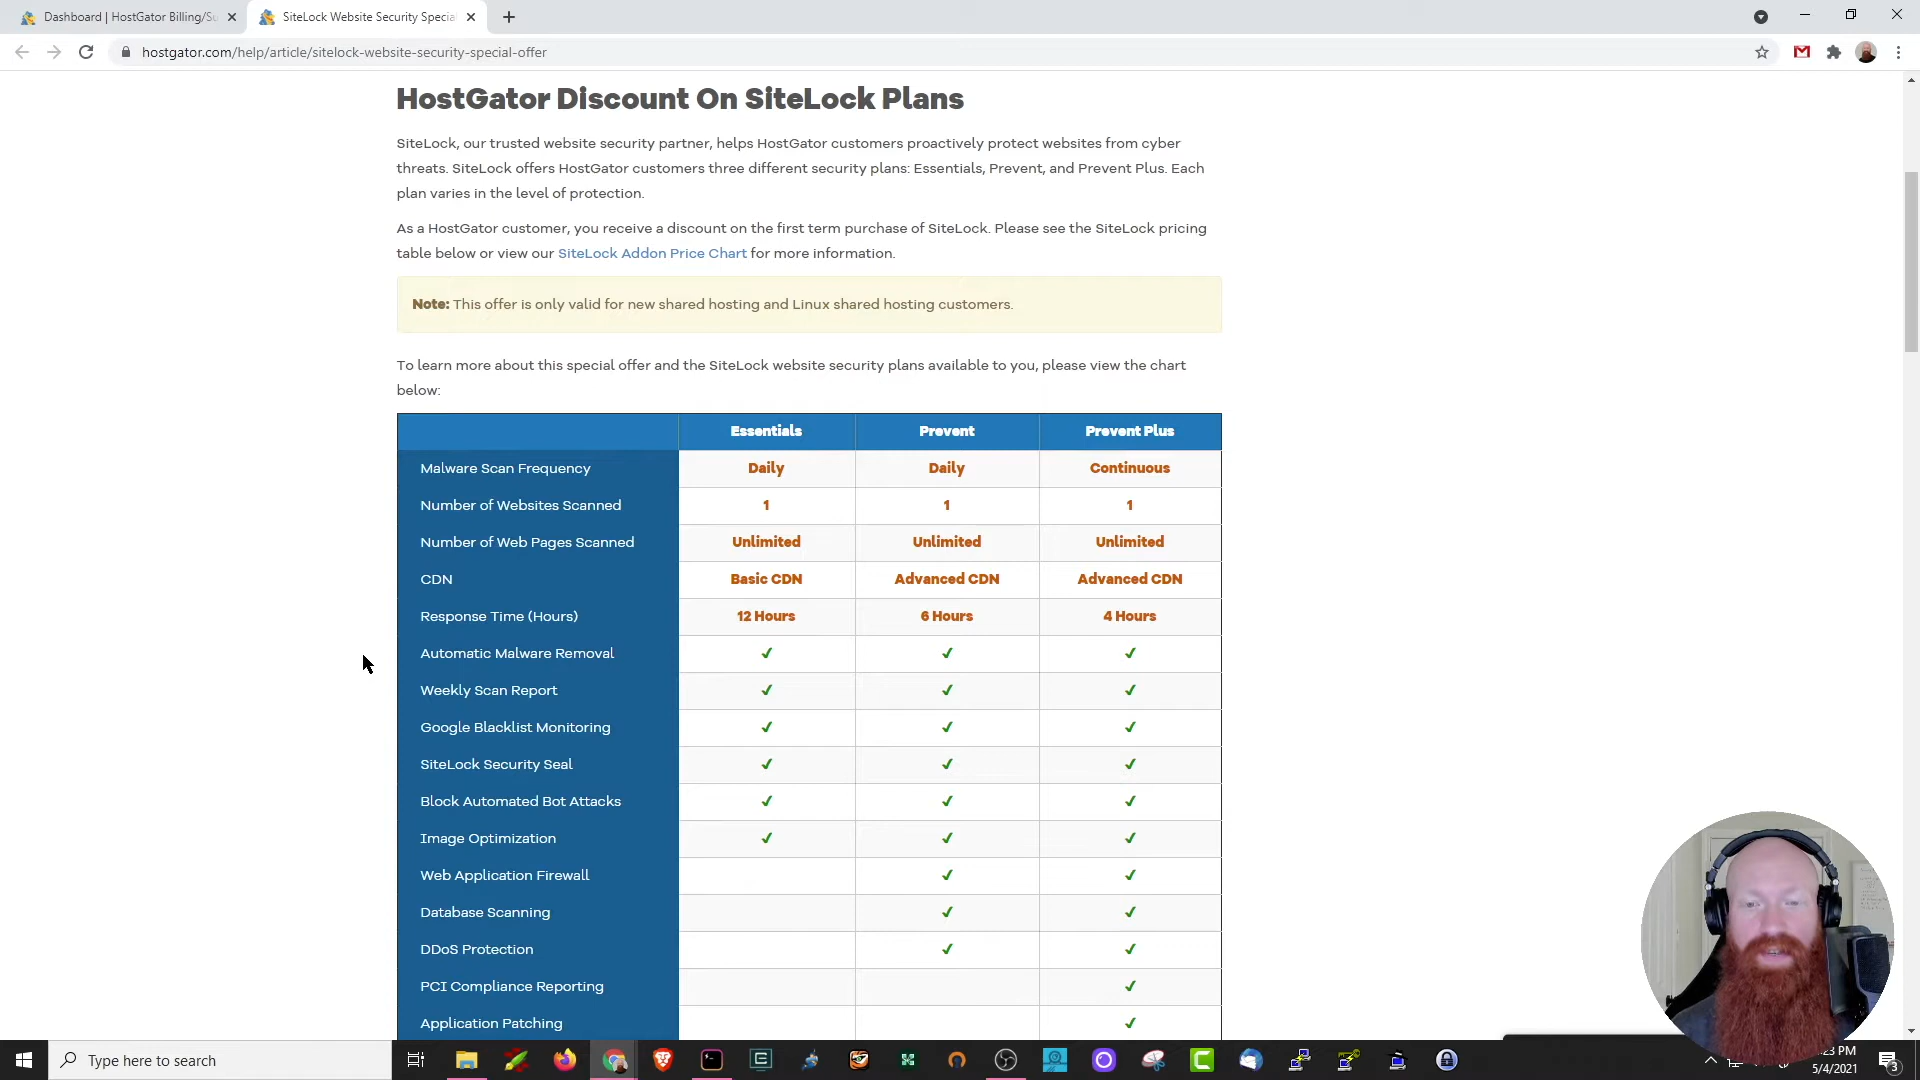 Dashboard | HostGator Billing/Su
SiteLock Website Security Specia
hostgator.com/help/article/sitelock-website-security-special-offer
HostGator Discount On SiteLock Plans
SiteLock, our trusted website security partner, helps HostGator customers proactively protect websites from cyber
threats. SiteLock offers HostGator customers three different security plans: Essentials, Prevent, and Prevent Plus. Each
plan varies in the level of protection.
As a HostGator customer, you receive a discount on the first term purchase of SiteLock. Please see the SiteLock pricing
table below or view our SiteLock Addon Price Chart for more information.
Note: This offer is only valid for new shared hosting and Linux shared hosting customers.
To learn more about this special offer and the SiteLock website security plans available to you, please view the chart
below:
Essentials Prevent Prevent Plus
Malware Scan Frequency Daily Daily Continuous
Number of Websites Scanned 1 1 1
Number of Web Pages Scanned Unlimited Unlimited Unlimited
CDN Basic CDN Advanced CDN Advanced CDN
Response Time (Hours) 12 Hours 6 Hours 4 Hours
Automatic Malware Removal ✓ ✓ ✓
Weekly Scan Report ✓ ✓ ✓
Google Blacklist Monitoring ✓ ✓ ✓
SiteLock Security Seal ✓ ✓ ✓
Block Automated Bot Attacks ✓ ✓ ✓
Image Optimization ✓ ✓ ✓
Web Application Firewall ✓ ✓
Database Scanning ✓ ✓
DDoS Protection ✓ ✓
PCI Compliance Reporting ✓
Application Patching ✓
Type here to search
:23 PM
5/4/2021
3